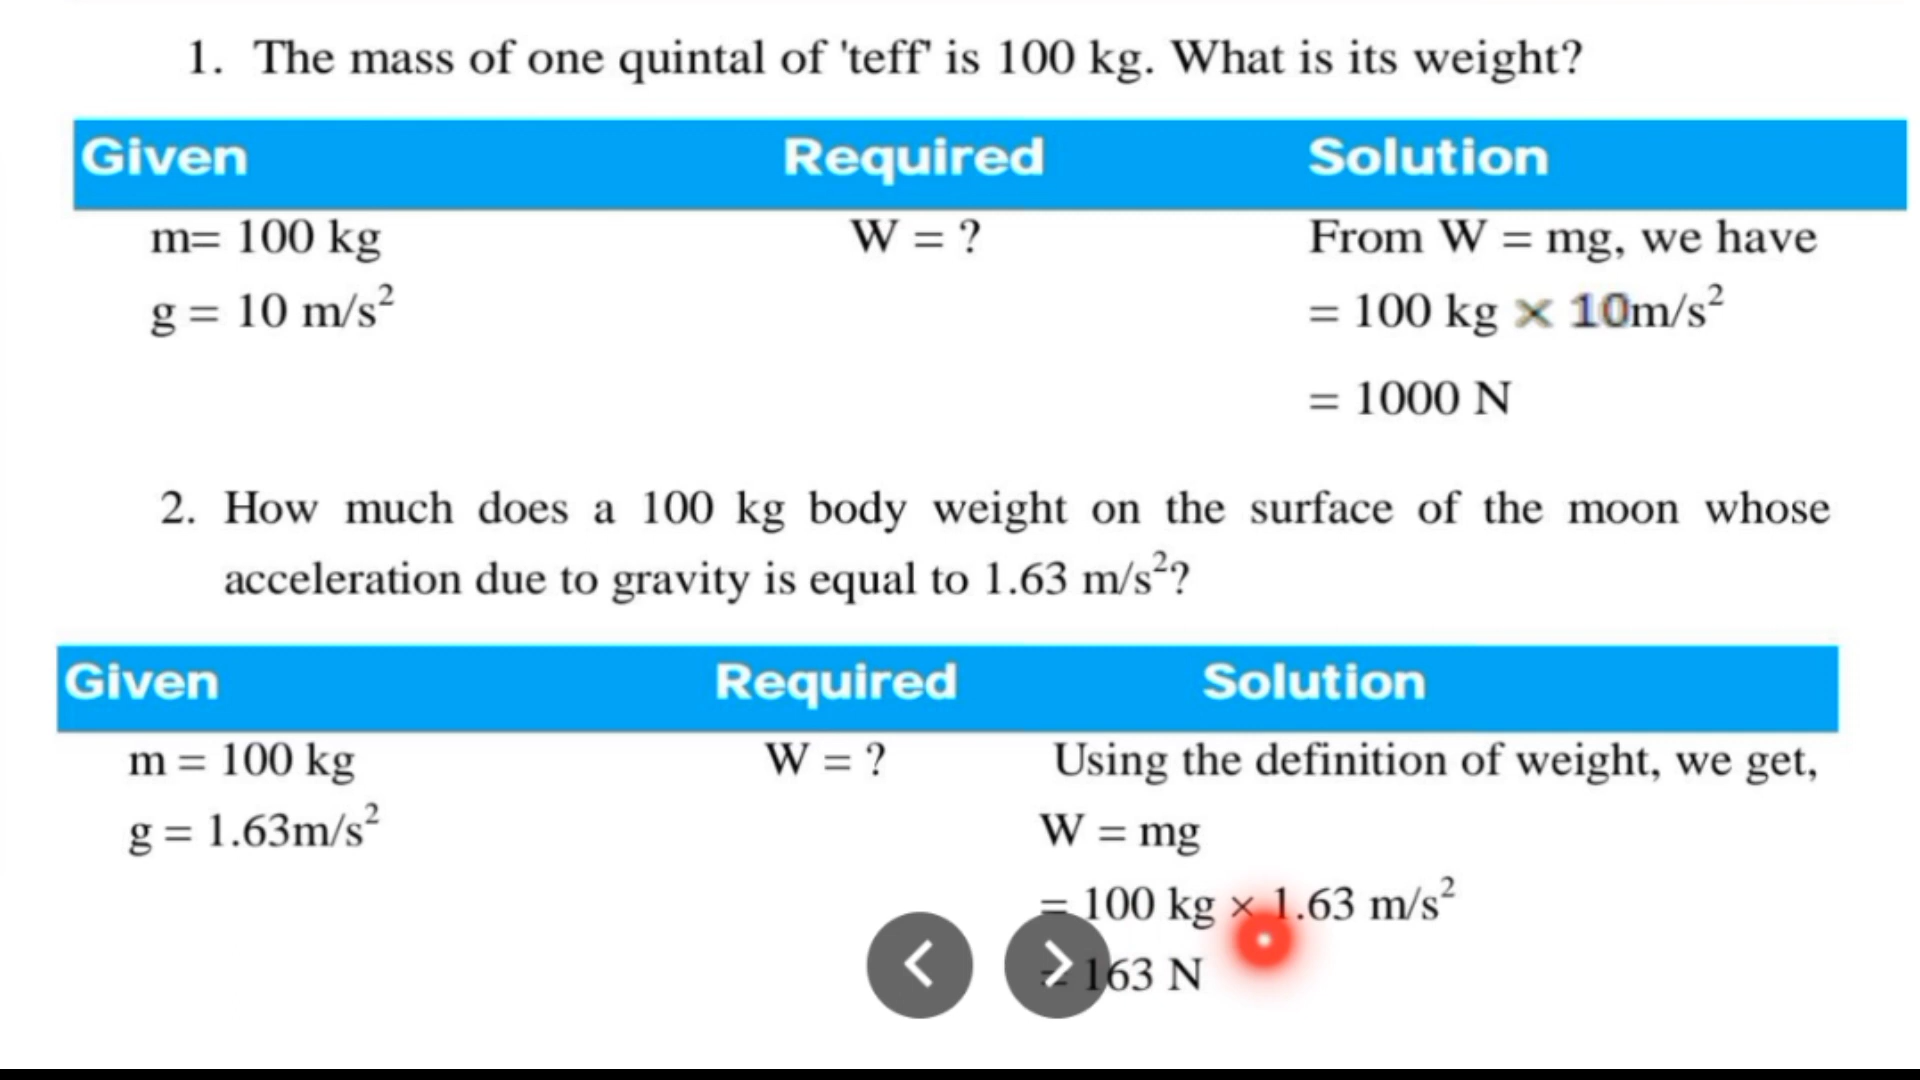 1. The mass of one quintal of 'teff' is 100 kg. What is its weight?
Given Required Solution
m= 100 kg W = ? From W = mg, we have
g = 10 m/s² = 100 kg × 10m/s²
= 1000 N
2. How much does a 100 kg body weight on the surface of the moon whose
acceleration due to gravity is equal to 1.63 m/s²?
Given Required Solution
m = 100 kg W = ? Using the definition of weight, we get,
g = 1.63m/s² W = mg
= 100 kg × 1.63 m/s²
= 163 N